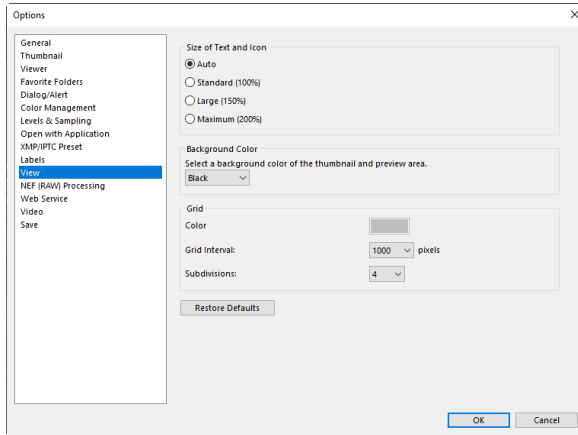 Options
General
Thumbnail
Viewer
Favorite Folders
Dialog/Alert
Color Management
Levels & Sampling
Open with Application
XMP/IPTC Preset
Labels
View
NEF (RAW) Processing
Web Service
Video
Save
Size of Text and Icon
Auto
Standard (100%)
Large (150%)
Maximum (200%)
Background Color
Select a background color of the thumbnail and preview area.
Black
Grid
Color
Grid Interval: 1000 pixels
Subdivisions: 4
Restore Defaults
OK Cancel